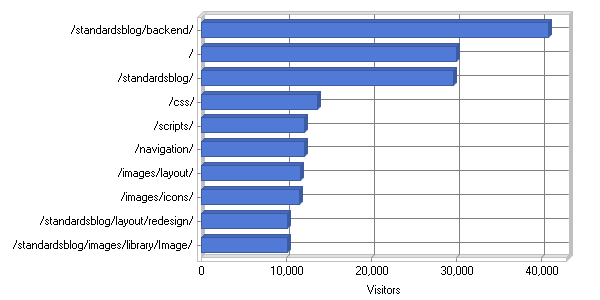 /standardsblog/backend/
/
/standardsblog/
/css/
/scripts/
/navigation/
/images/layout/
/images/icons/
/standardsblog/layout/redesign/
/standardsblog/images/library/Image/
0 10,000 20,000 30,000 40,000
Visitors